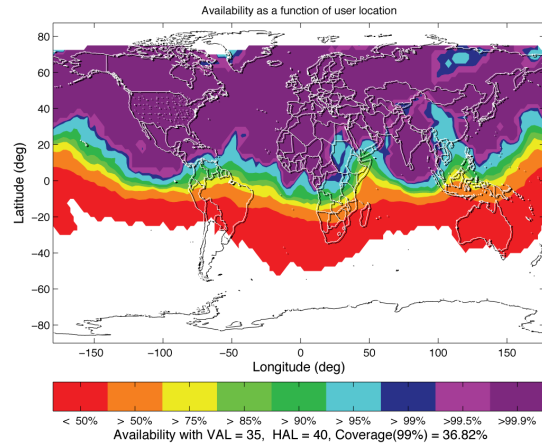 Availability as a function of user location
80
60
40
20
0
−20
−40
−60
−80
Latitude (deg)
−150 −100 −50 0 50 100 150
Longitude (deg)
< 50% > 50% > 75% > 85% > 90% > 95% > 99% >99.5% >99.9%
Availability with VAL = 35, HAL = 40, Coverage(99%) = 36.82%